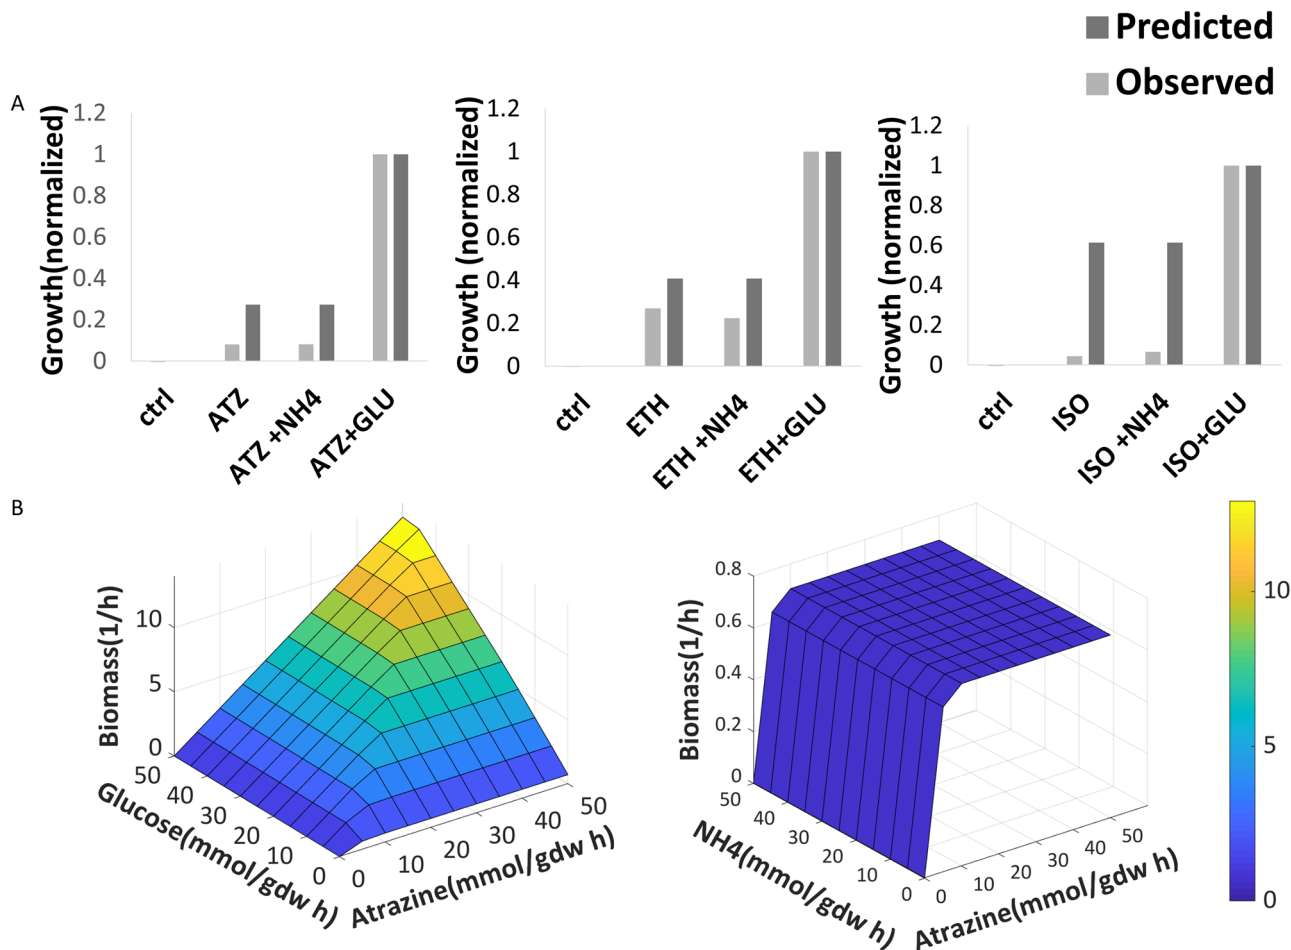 Predicted
Observed
A
Growth(normalized)
1.2
1
0.8
0.6
0.4
0.2
0
ctrl
ATZ
ATZ +NH4
ATZ+GLU
Growth (normalized)
1.2
1
0.8
0.6
0.4
0.2
0
ctrl
ETH
ETH +NH4
ETH+GLU
Growth (normalized)
1.2
1
0.8
0.6
0.4
0.2
0
ctrl
ISO
ISO +NH4
ISO+GLU
B
Biomass(1/h)
10
5
0
50
40
30
20
10
0
Glucose(mmol/gdw h)
0
10
20
30
40
50
Atrazine(mmol/gdw h)
Biomass(1/h)
0.8
0.6
0.4
0.2
0
50
40
30
20
10
0
NH4(mmol/gdw h)
0
10
20
30
40
50
Atrazine(mmol/gdw h)
10
5
0